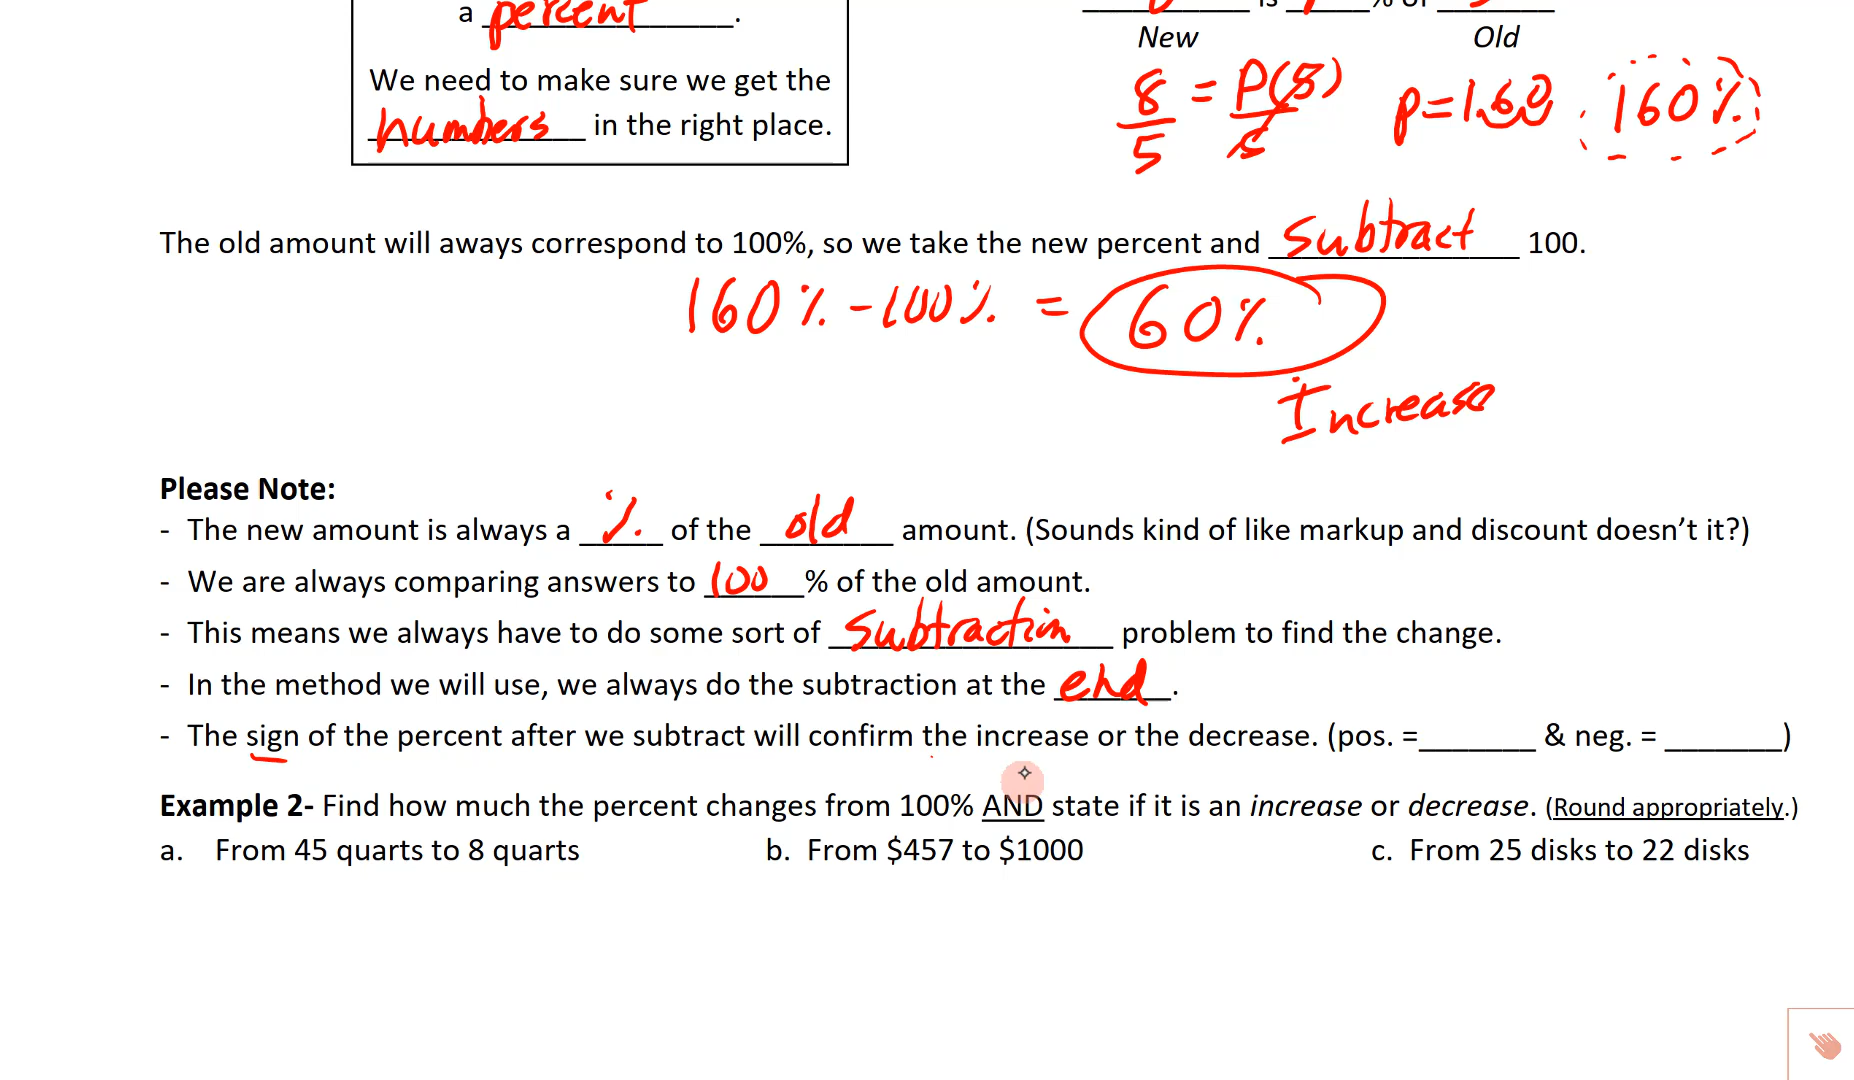 a percent.
is % of
New Old
We need to make sure we get the
numbers in the right place.
8 = P(5) p=1.60 160%
5 5
The old amount will aways correspond to 100%, so we take the new percent and subtract 100.
160% - 100% = 60%
Increase
Please Note:
- The new amount is always a % of the old amount. (Sounds kind of like markup and discount doesn’t it?)
- We are always comparing answers to 100% of the old amount.
- This means we always have to do some sort of subtraction problem to find the change.
- In the method we will use, we always do the subtraction at the end.
- The sign of the percent after we subtract will confirm the increase or the decrease. (pos. =_______ & neg. = _______)
Example 2- Find how much the percent changes from 100% AND state if it is an increase or decrease. (Round appropriately.)
a. From 45 quarts to 8 quarts b. From $457 to $1000 c. From 25 disks to 22 disks